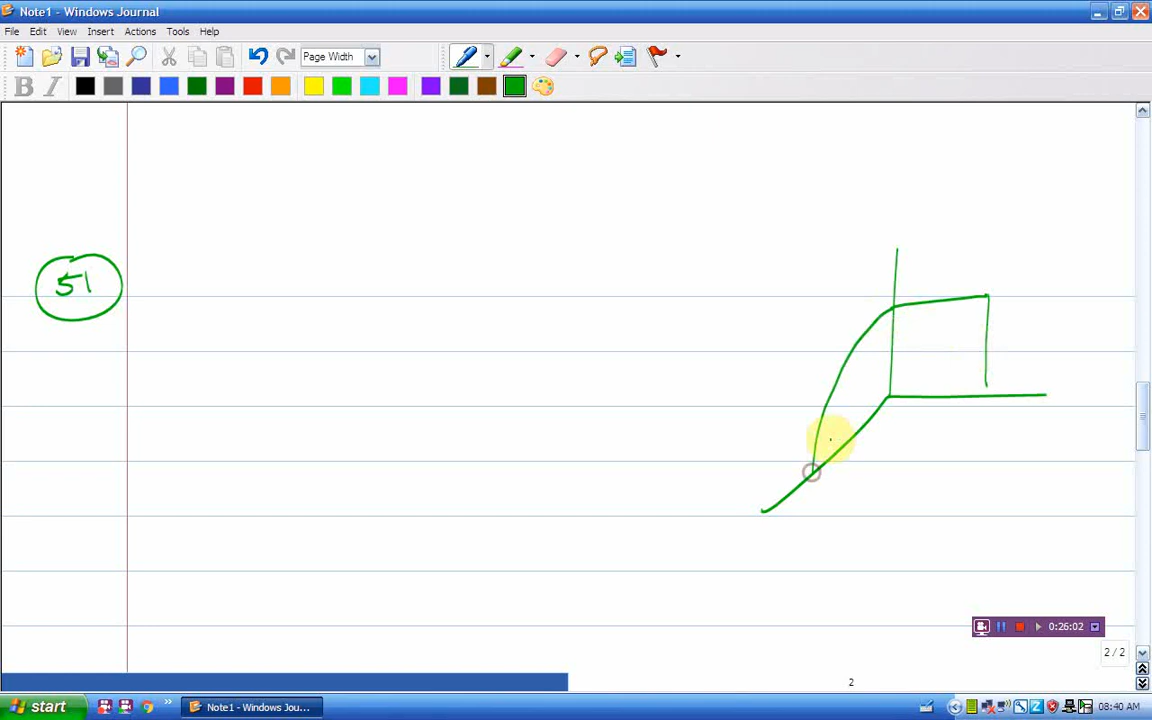 Note1 - Windows Journal
File Edit View Insert Actions Tools Help
Page Width
B I
51
0:26:02
2 / 2
2
start
»
Note1 - Windows Jou...
08:40 AM